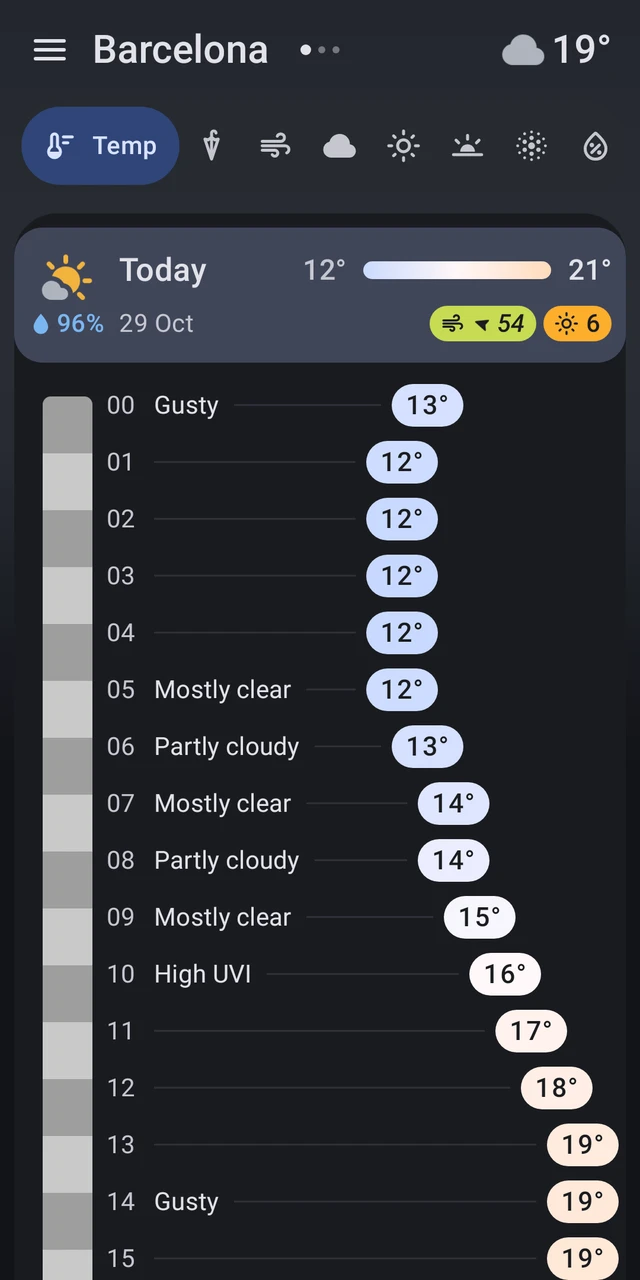 Barcelona 19°
Temp
Today 12° 21°
96% 29 Oct 54 6
00 Gusty 13°
01 12°
02 12°
03 12°
04 12°
05 Mostly clear 12°
06 Partly cloudy 13°
07 Mostly clear 14°
08 Partly cloudy 14°
09 Mostly clear 15°
10 High UVI 16°
11 17°
12 18°
13 19°
14 Gusty 19°
15 19°